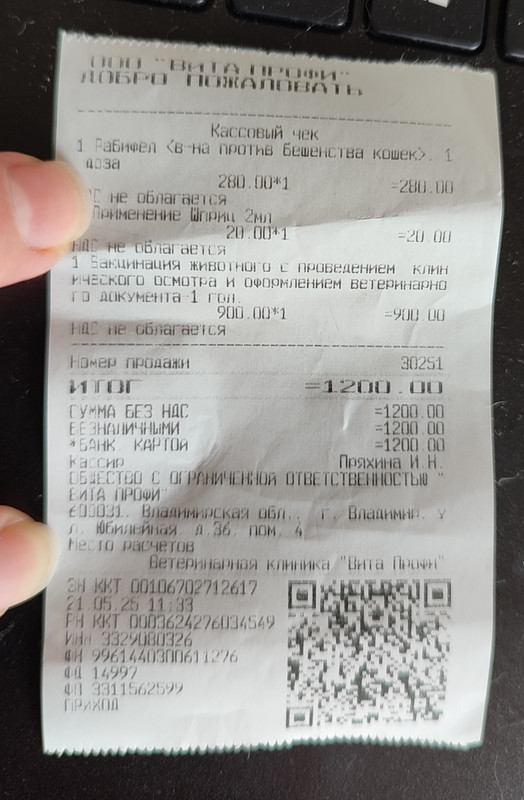 ООО "ВИТА ПРОФИ"
ДОБРО ПОЖАЛОВАТЬ
Кассовый чек
1 Рабифел <в-на против бешенства кошек>. 1
доза
280.00*1 =280.00
НДС не облагается
Применение Шприц 2мл
20.00*1 =20.00
НДС не облагается
1 Вакцинация животного с проведением клин
ического осмотра и оформлением ветеринарно
го документа-1 гол.
900.00*1 =900.00
НДС не облагается
Номер продажи 30251
ИТОГ =1200.00
СУММА БЕЗ НДС =1200.00
БЕЗНАЛИЧНЫМИ =1200.00
*БАНК. КАРТОЙ =1200.00
Кассир Пряхина И.Н.
ОБЩЕСТВО С ОГРАНИЧЕННОЙ ОТВЕТСТВЕННОСТЬЮ "
ВИТА ПРОФИ"
600031. Владимирская обл., г. Владимир. у
л. Юбилейная д.36. пом. 4
Место расчетов
Ветеринарная клиника "Вита Профи"
ЗН ККТ 00106702712617
21.05.25 11:33
РН ККТ 0003624276034549
ИНН 3329080326
ФН 9961440300611276
ФД 14997
ФП 3311562599
ПРИХОД